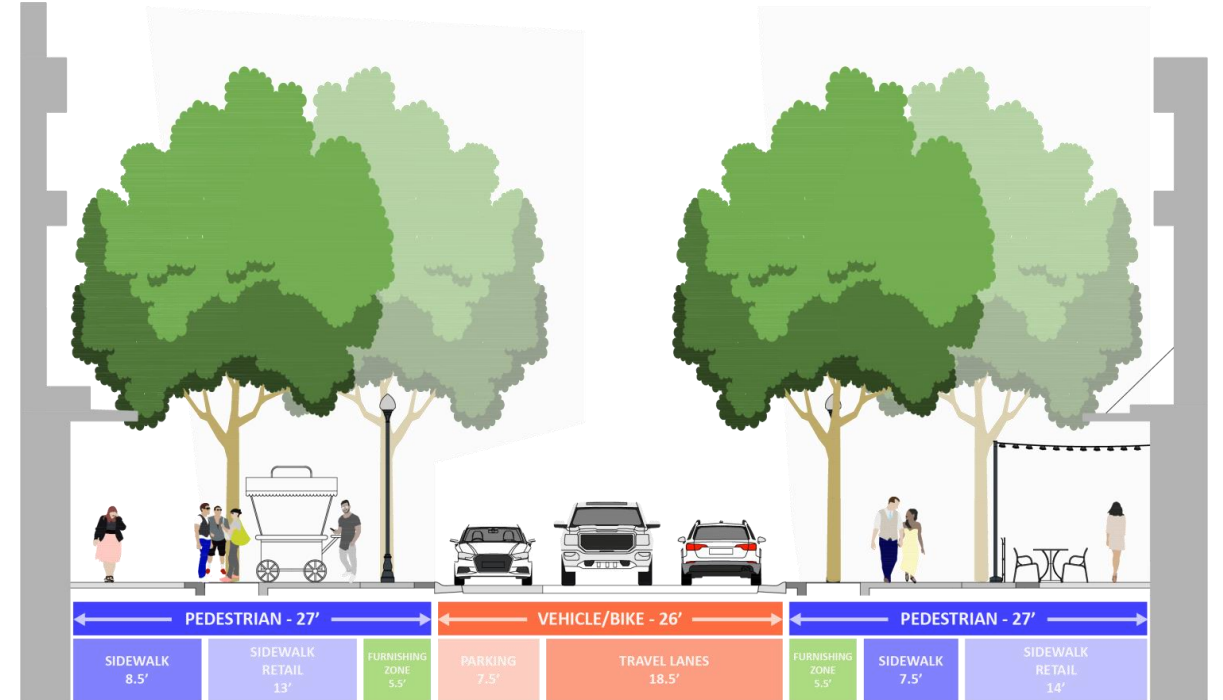 PEDESTRIAN - 27’
VEHICLE/BIKE - 26’
PEDESTRIAN - 27’
SIDEWALK
8.5’
SIDEWALK
RETAIL
13’
FURNISHING
ZONE
5.5’
PARKING
7.5’
TRAVEL LANES
18.5’
FURNISHING
ZONE
5.5’
SIDEWALK
7.5’
SIDEWALK
RETAIL
14’